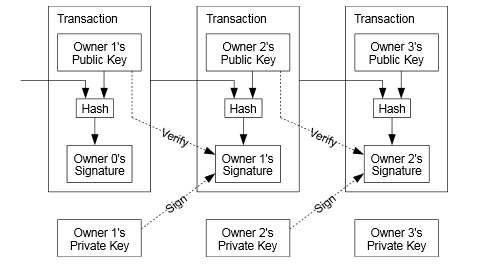 Transaction
Owner 1's
Public Key
Hash
Owner 0's
Signature
Transaction
Owner 2's
Public Key
Hash
Verify
Owner 1's
Signature
Transaction
Owner 3's
Public Key
Hash
Verify
Owner 2's
Signature
Owner 1's
Private Key
Sign
Owner 2's
Private Key
Sign
Owner 3's
Private Key